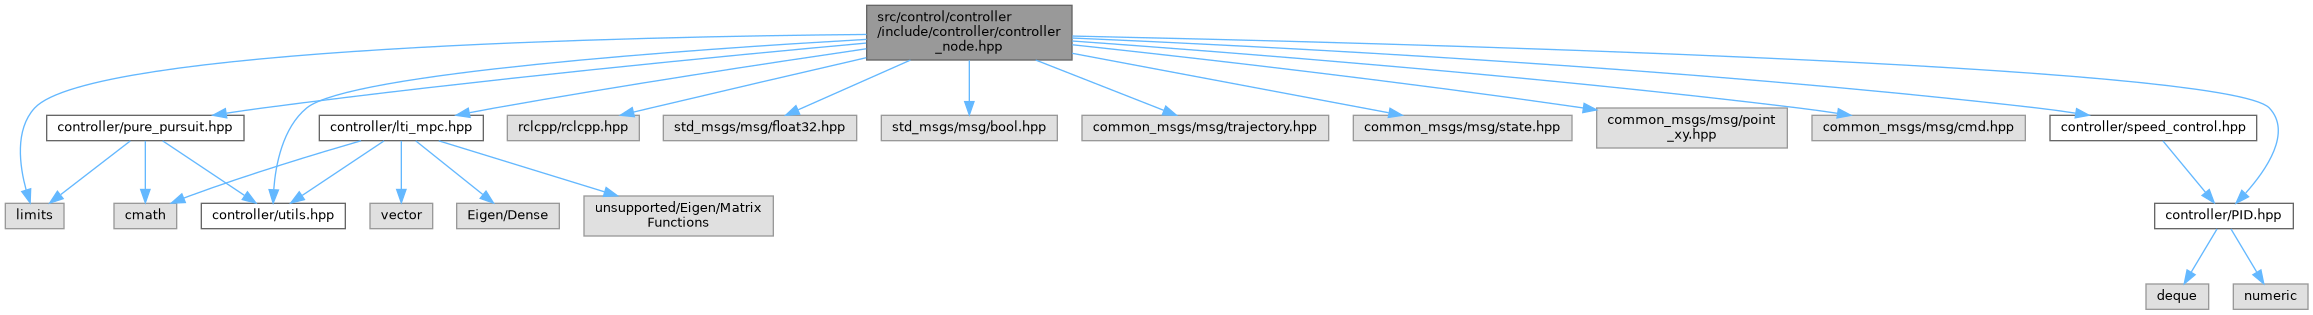 src/control/controller
/include/controller/controller
_node.hpp
controller/pure_pursuit.hpp
controller/lti_mpc.hpp
rclcpp/rclcpp.hpp
std_msgs/msg/float32.hpp
std_msgs/msg/bool.hpp
common_msgs/msg/trajectory.hpp
common_msgs/msg/state.hpp
common_msgs/msg/point
_xy.hpp
common_msgs/msg/cmd.hpp
controller/speed_control.hpp
limits
cmath
controller/utils.hpp
vector
Eigen/Dense
unsupported/Eigen/Matrix
Functions
controller/PID.hpp
deque
numeric